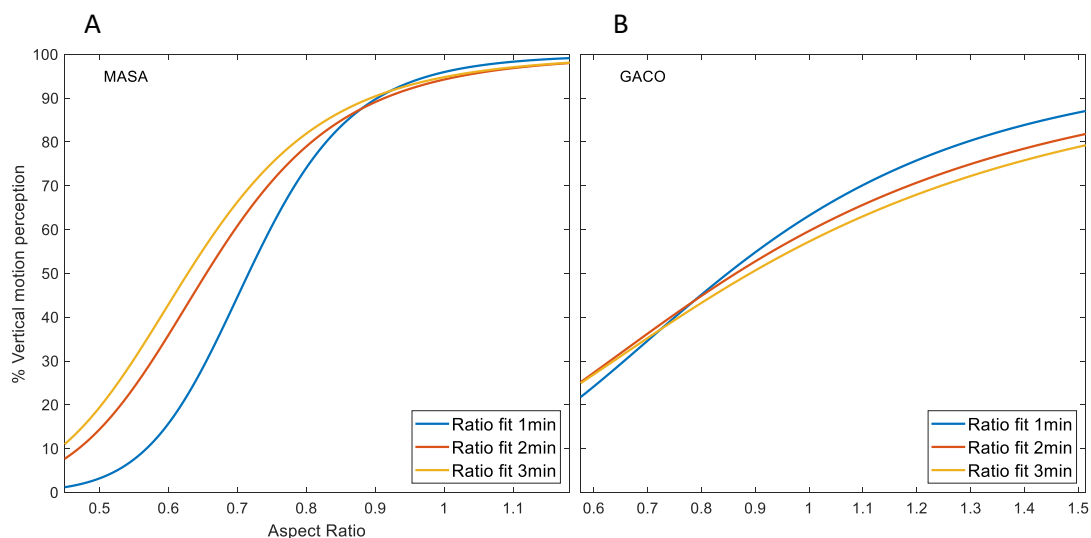 A
B
100
90
80
70
60
50
40
30
20
10
0
% Vertical motion perception
MASA
Ratio fit 1min
Ratio fit 2min
Ratio fit 3min
0.5 0.6 0.7 0.8 0.9 1 1.1
Aspect Ratio
GACO
Ratio fit 1min
Ratio fit 2min
Ratio fit 3min
0.6 0.7 0.8 0.9 1 1.1 1.2 1.3 1.4 1.5